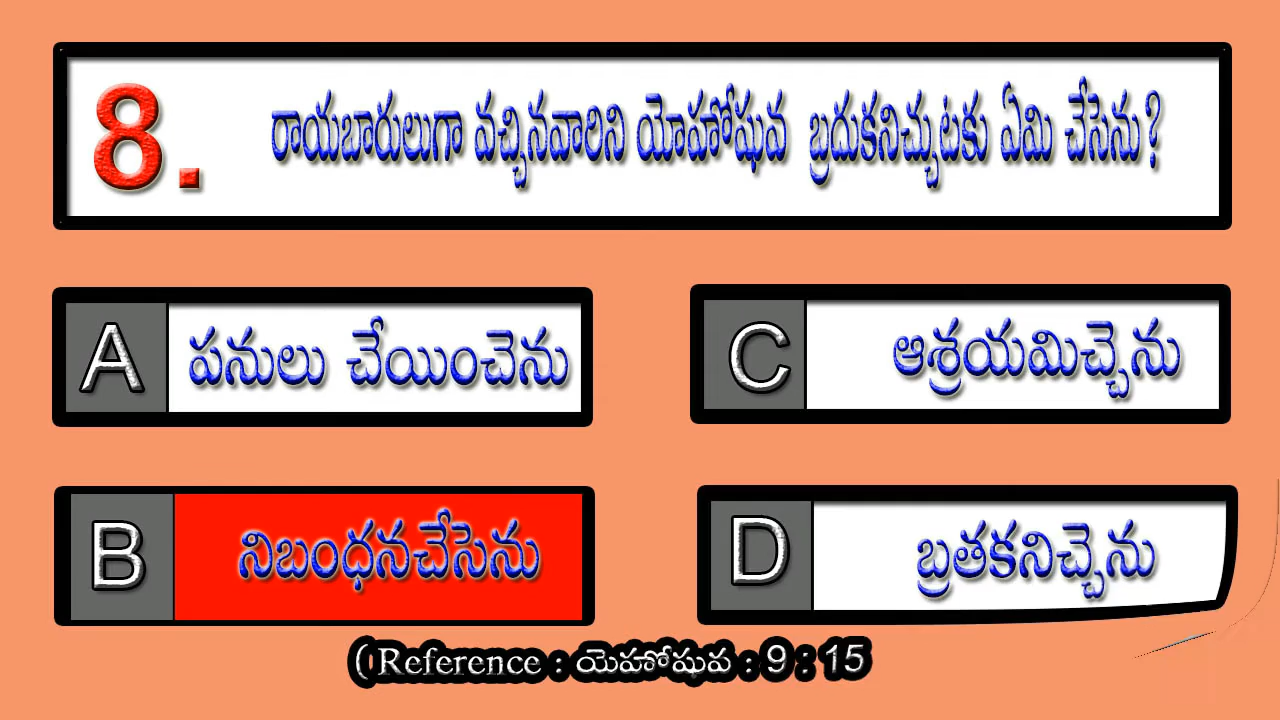 8. రాయబారులుగా వచ్చినవారిని యోహోషువ బ్రదుకనిచ్చుటకు ఏమి చేసెను?
A పనులు చేయించెను
C ఆశ్రయమిచ్చెను
B నిబంధనచేసెను
D బ్రతకనిచ్చెను
(Reference : యెహోషువ : 9 : 15